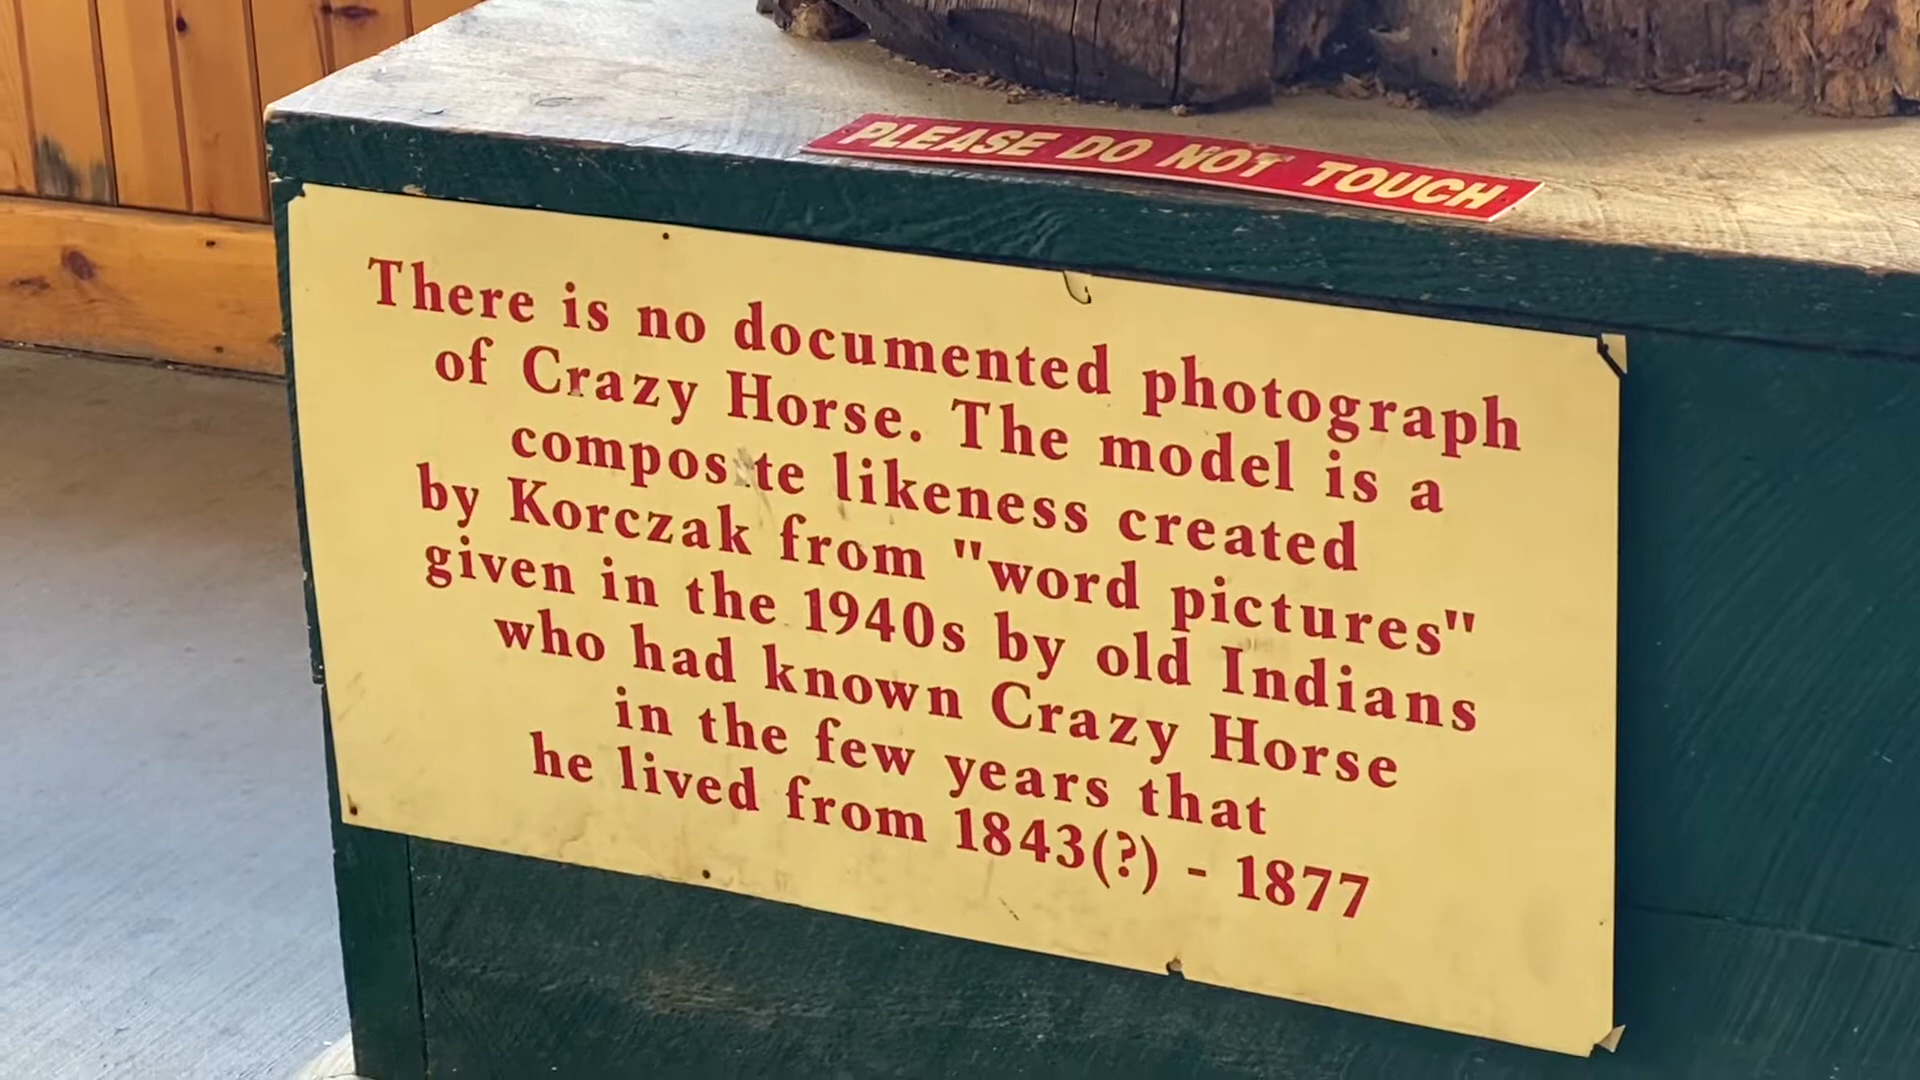 PLEASE DO NOT TOUCH
There is no documented photograph
of Crazy Horse. The model is a
composite likeness created
by Korczak from "word pictures"
given in the 1940s by old Indians
who had known Crazy Horse
in the few years that
he lived from 1843(?) - 1877